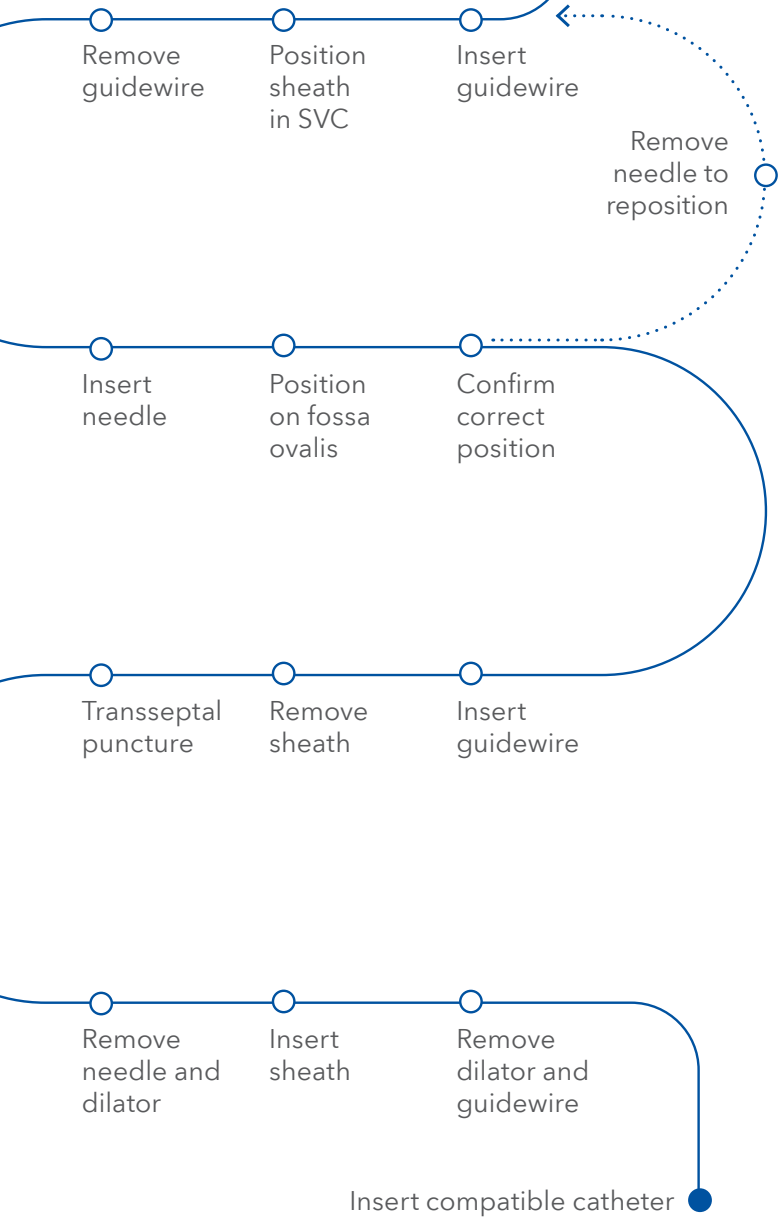 Remove
guidewire
Position
sheath
in SVC
Insert
guidewire
Remove
needle to
reposition
Insert
needle
Position
on fossa
ovalis
Confirm
correct
position
Transseptal
puncture
Remove
sheath
Insert
guidewire
Remove
needle and
dilator
Insert
sheath
Remove
dilator and
guidewire
Insert compatible catheter